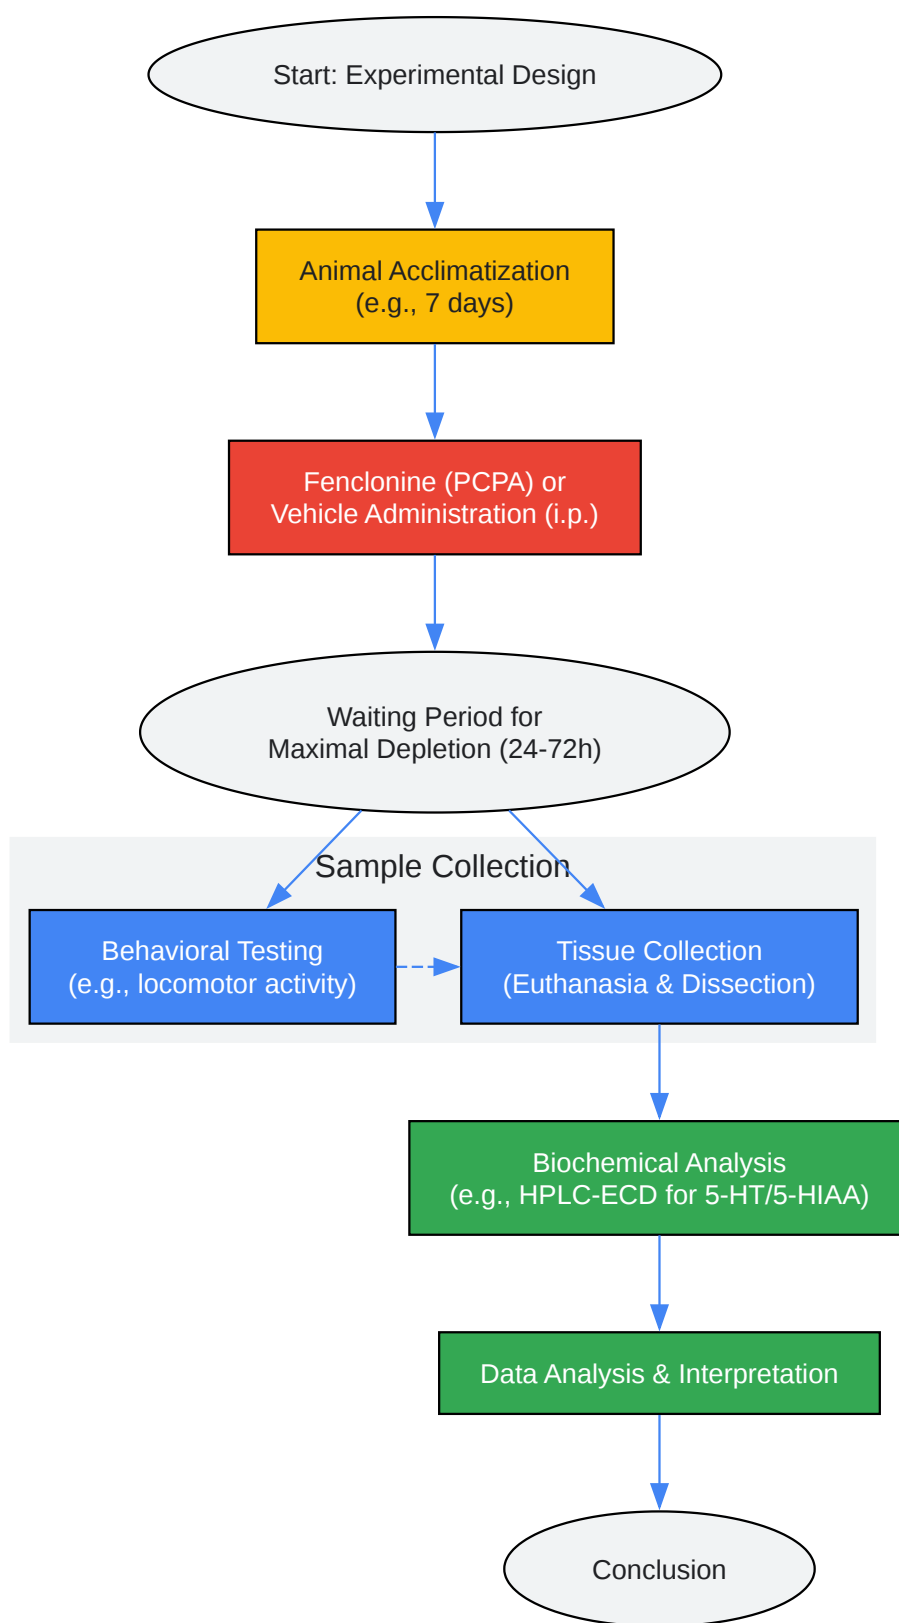 Start: Experimental Design
Animal Acclimatization
(e.g., 7 days)
Fenclonine (PCPA) or
Vehicle Administration (i.p.)
Waiting Period for
Maximal Depletion (24-72h)
Sample Collection
Behavioral Testing
(e.g., locomotor activity)
Tissue Collection
(Euthanasia & Dissection)
Biochemical Analysis
(e.g., HPLC-ECD for 5-HT/5-HIAA)
Data Analysis & Interpretation
Conclusion